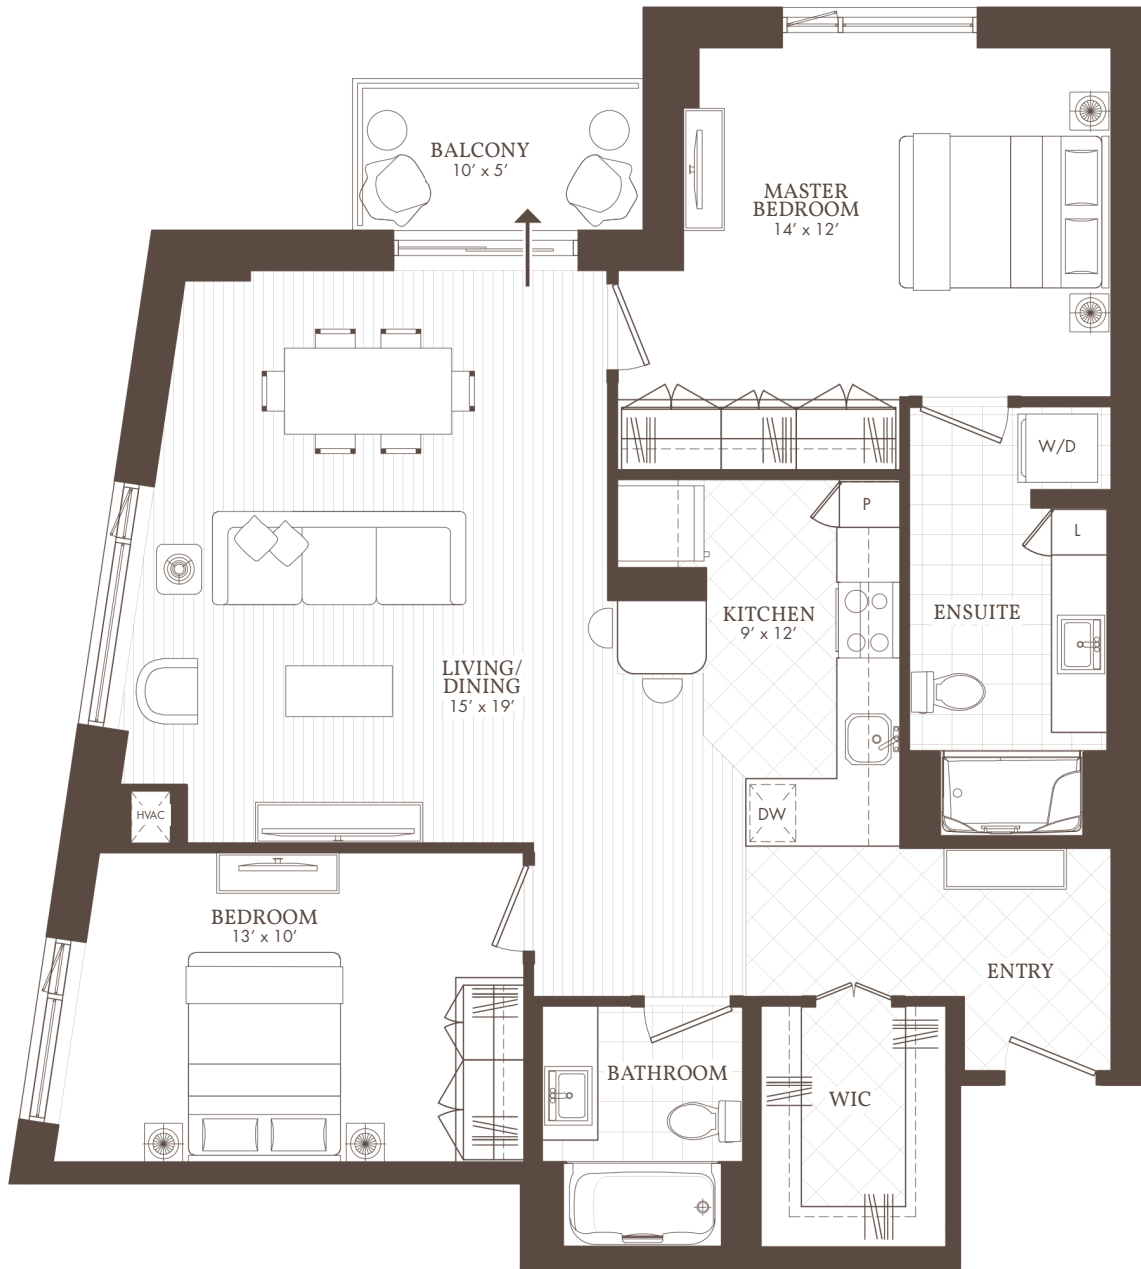 BALCONY
10' x 5'
MASTER
BEDROOM
14' x 12'
W/D
P
L
KITCHEN
9' x 12'
ENSUITE
LIVING/
DINING
15' x 19'
HVAC
DW
BEDROOM
13' x 10'
ENTRY
BATHROOM
WIC